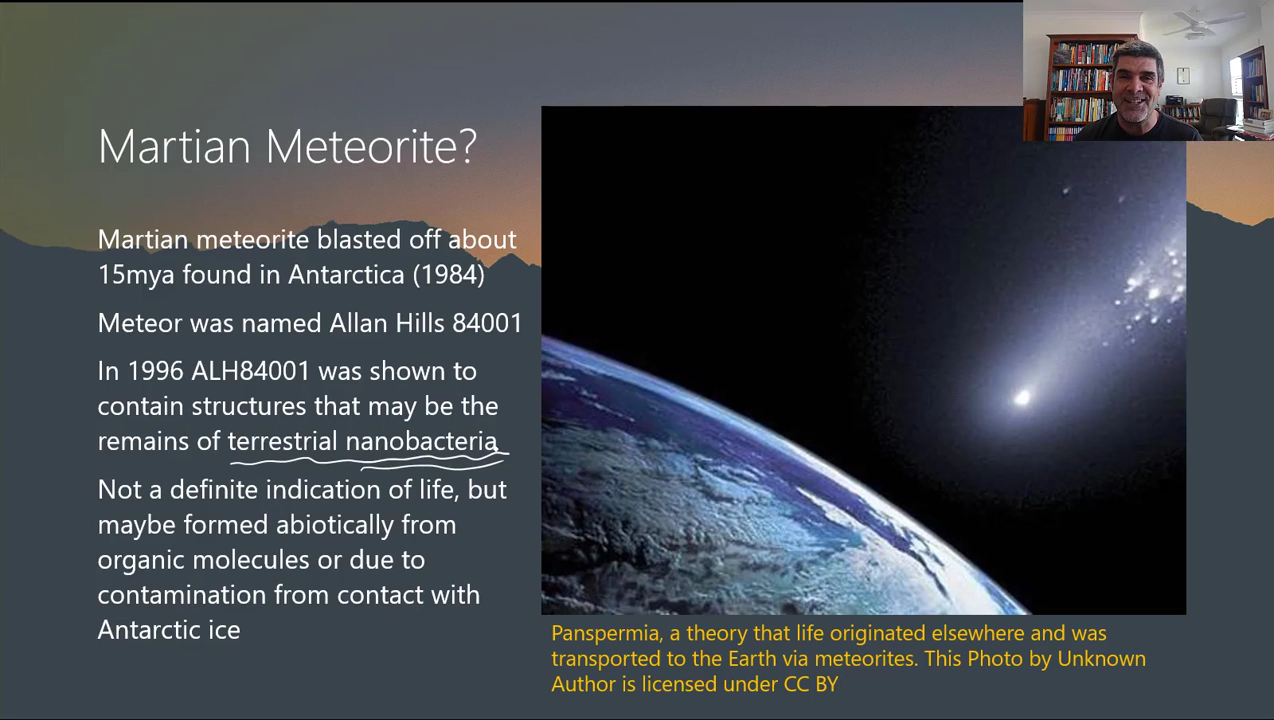 Martian Meteorite?
Martian meteorite blasted off about
15mya found in Antarctica (1984)
Meteor was named Allan Hills 84001
In 1996 ALH84001 was shown to
contain structures that may be the
remains of terrestrial nanobacteria
Not a definite indication of life, but
maybe formed abiotically from
organic molecules or due to
contamination from contact with
Antarctic ice
Panspermia, a theory that life originated elsewhere and was
transported to the Earth via meteorites. This Photo by Unknown
Author is licensed under CC BY